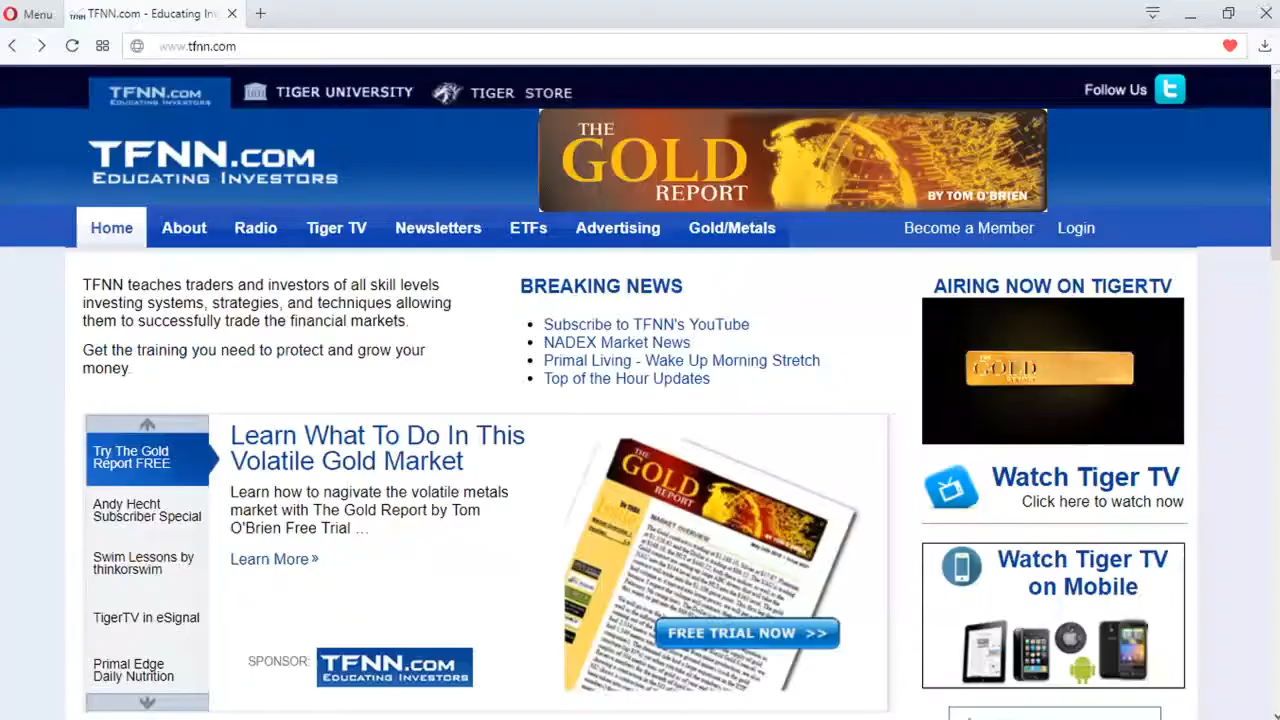 Menu
TFNN.com - Educating Inv
www.tfnn.com
TFNN.COM
EDUCATING INVESTORS
TIGER UNIVERSITY
TIGER STORE
Follow Us
TFNN.COM
EDUCATING INVESTORS
THE
GOLD
REPORT
BY TOM O'BRIEN
Home
About
Radio
Tiger TV
Newsletters
ETFs
Advertising
Gold/Metals
Become a Member
Login
TFNN teaches traders and investors of all skill levels
investing systems, strategies, and techniques allowing
them to successfully trade the financial markets.
Get the training you need to protect and grow your
money.
BREAKING NEWS
Subscribe to TFNN's YouTube
NADEX Market News
Primal Living - Wake Up Morning Stretch
Top of the Hour Updates
AIRING NOW ON TIGERTV
THE
GOLD
Watch Tiger TV
Click here to watch now
Watch Tiger TV
on Mobile
Try The Gold
Report FREE
Andy Hecht
Subscriber Special
Swim Lessons by
thinkorswim
TigerTV in eSignal
Primal Edge
Daily Nutrition
Learn What To Do In This
Volatile Gold Market
Learn how to nagivate the volatile metals
market with The Gold Report by Tom
O'Brien Free Trial ...
Learn More »
SPONSOR:
TFNN.COM
EDUCATING INVESTORS
THE
GOLD
REPORT
MARKET OVERVIEW
FREE TRIAL NOW >>